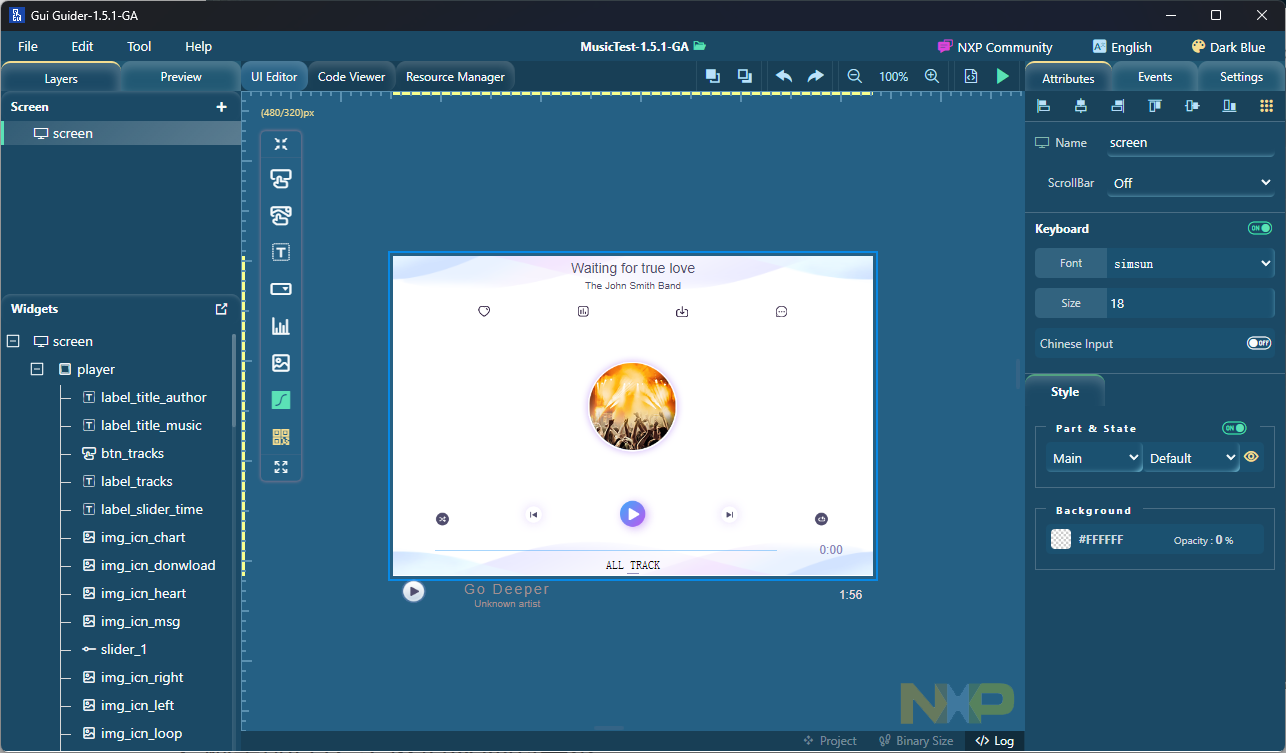 Gui Guider-1.5.1-GA
File Edit Tool Help MusicTest-1.5.1-GA NXP Community English Dark Blue
Layers Preview UI Editor Code Viewer Resource Manager 100% Attributes Events Settings
Screen +
screen
(480/320)px
Widgets
screen
player
label_title_author
label_title_music
btn_tracks
label_tracks
label_slider_time
img_icn_chart
img_icn_donwload
img_icn_heart
img_icn_msg
slider_1
img_icn_right
img_icn_left
img_icn_loop
Waiting for true love
The John Smith Band
0:00
ALL TRACK
Go Deeper
Unknown artist
1:56
NXP
Project Binary Size Log
Name screen
ScrollBar Off
Keyboard ON
Font simsun
Size 18
Chinese Input OFF
Style
Part & State ON
Main Default
Background
#FFFFFF Opacity : 0 %